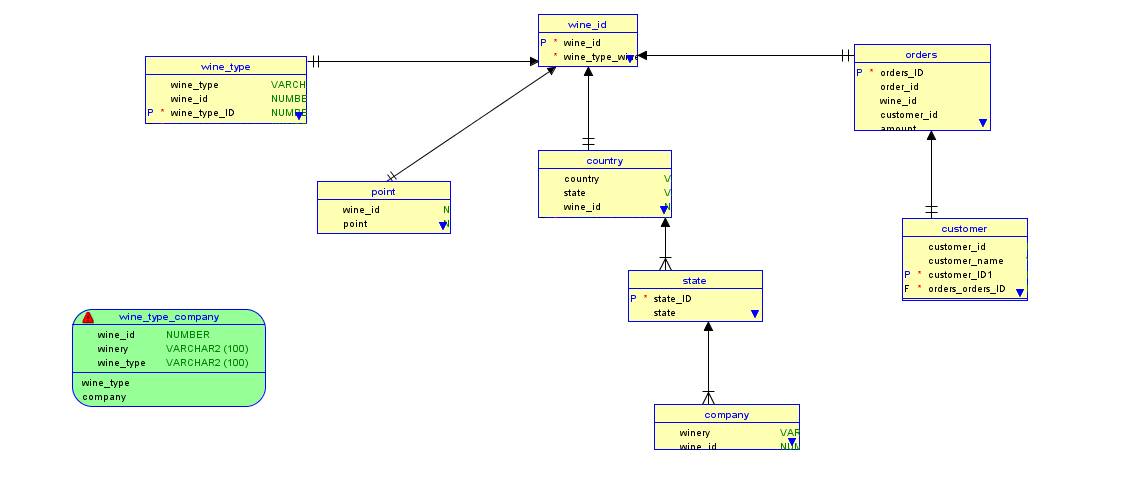 wine_id
P * wine_id
* wine_type_wine
wine_type
wine_type VARCH
wine_id NUMBE
P * wine_type_ID NUMBE
orders
P * orders_ID
order_id
wine_id
customer_id
amount
point
wine_id N
point N
country
country V
state V
wine_id N
customer
customer_id
customer_name
P * customer_ID1
F * orders_orders_ID
state
P * state_ID
state
wine_type_company
wine_id NUMBER
winery VARCHAR2 (100)
wine_type VARCHAR2 (100)
wine_type
company
company
winery VAR
wine_id NUM